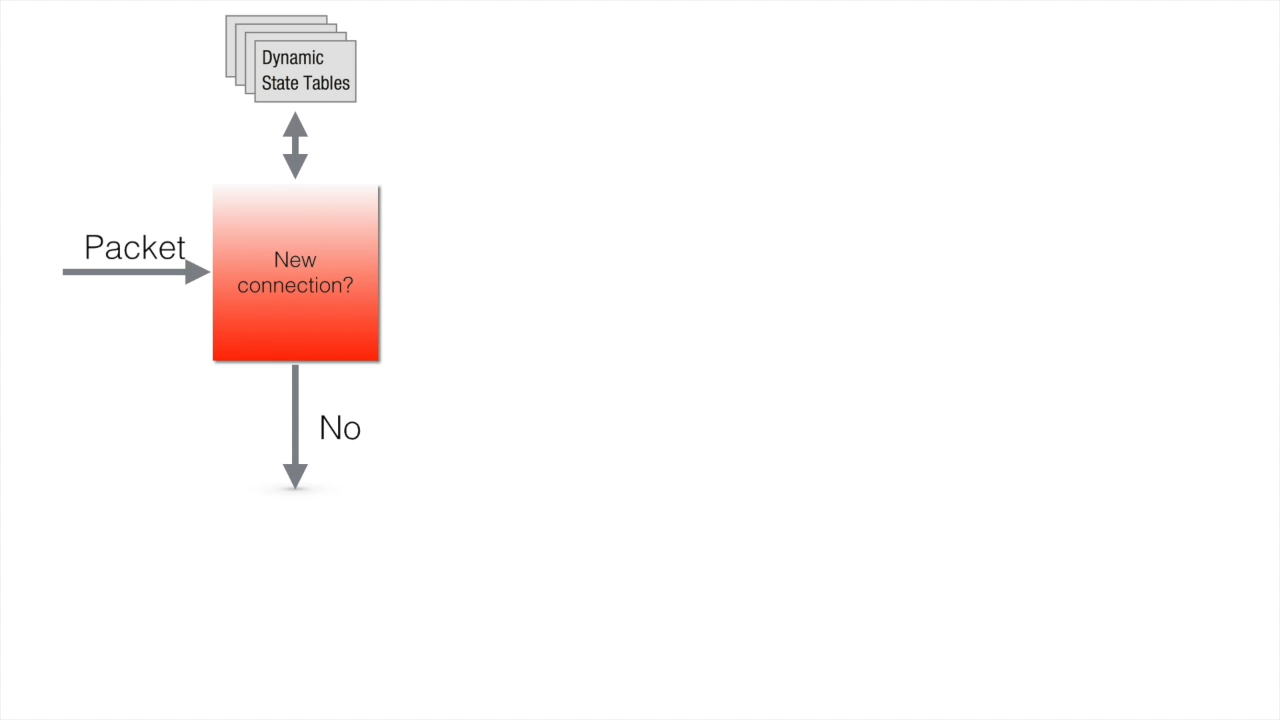 Dynamic
State Tables
Packet
New
connection?
No